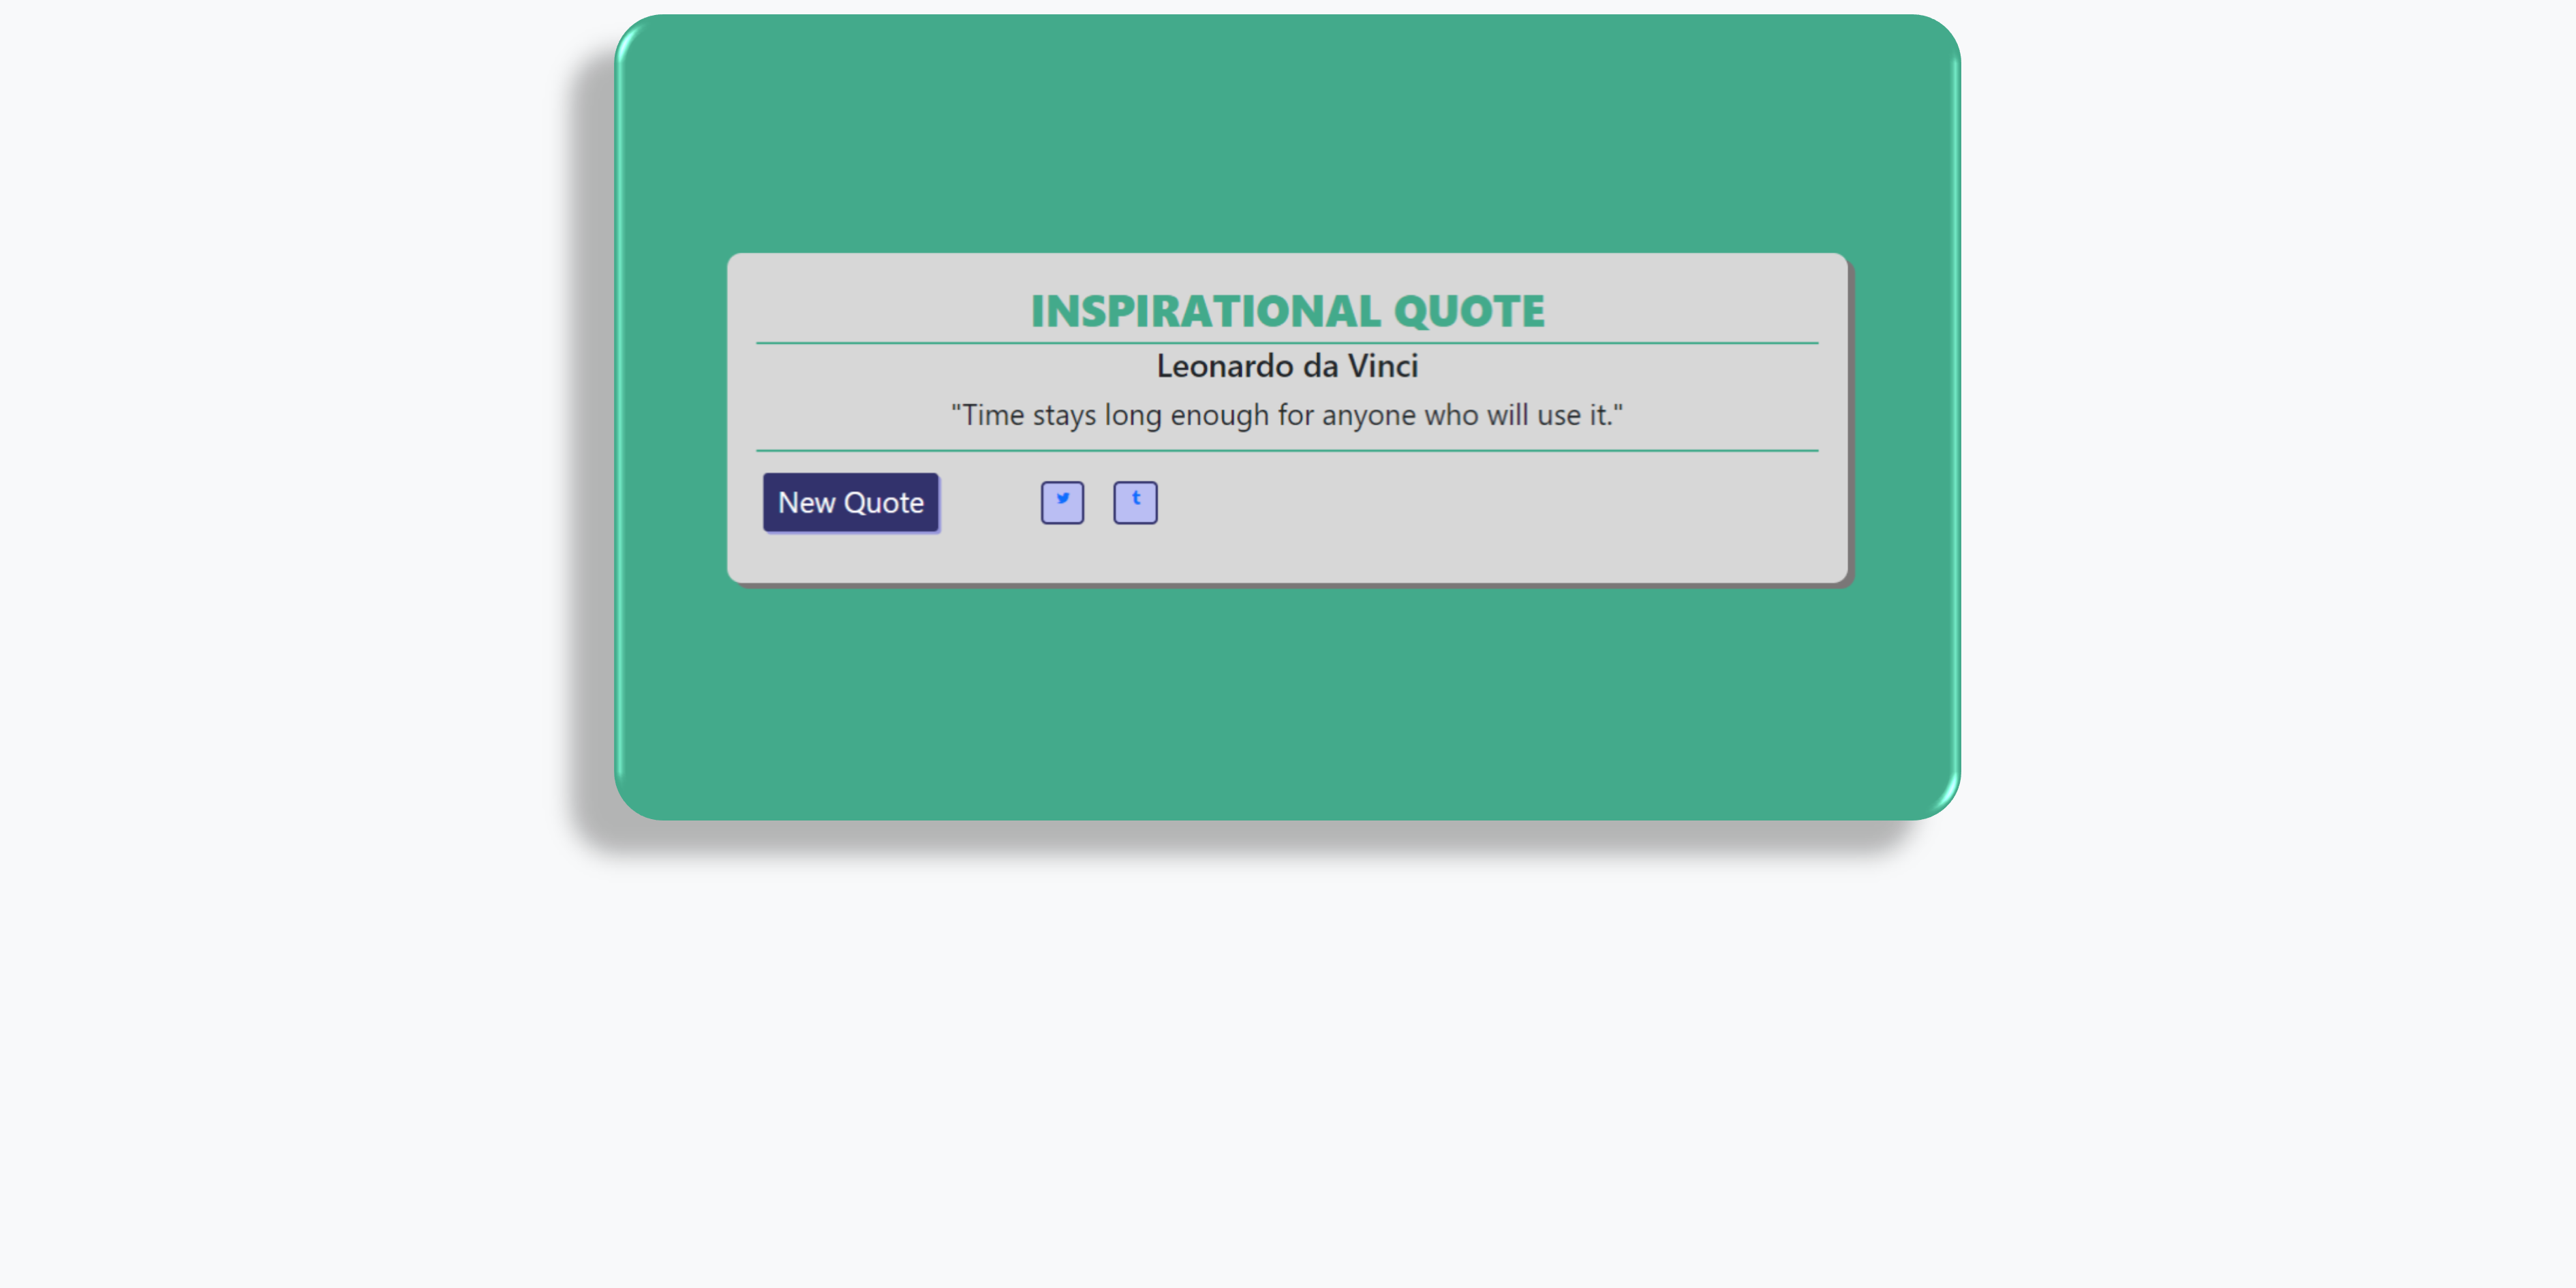 INSPIRATIONAL QUOTE
Leonardo da Vinci
"Time stays long enough for anyone who will use it."
New Quote
t